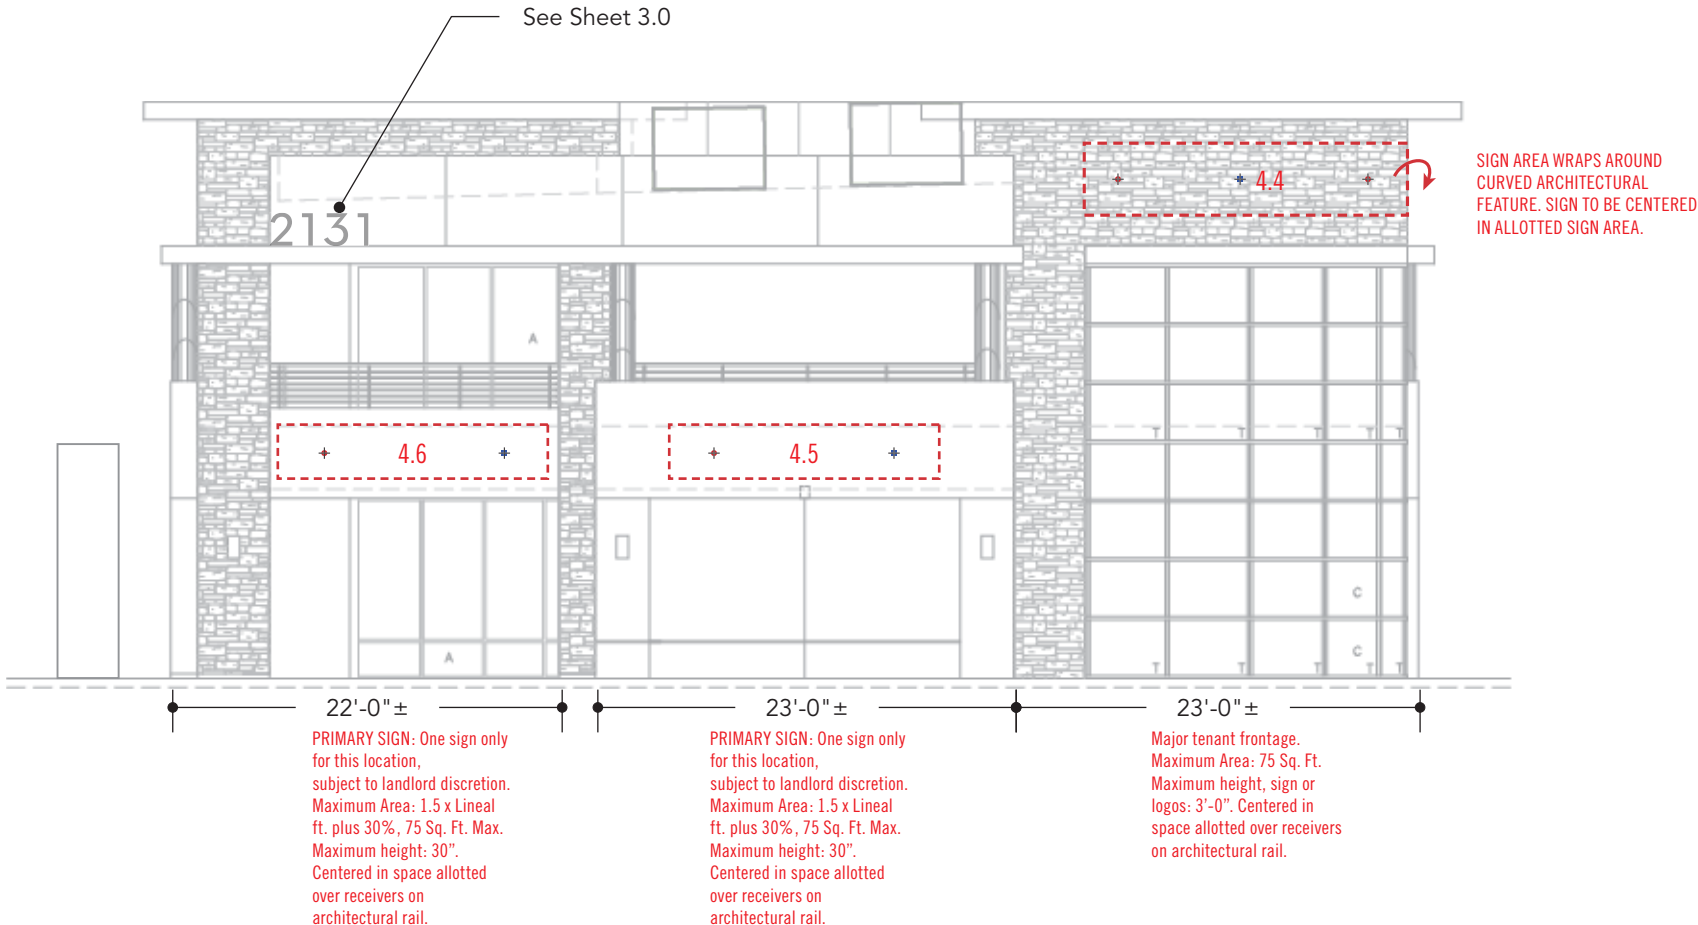 See Sheet 3.0
SIGN AREA WRAPS AROUND
CURVED ARCHITECTURAL
FEATURE. SIGN TO BE CENTERED
IN ALLOTTED SIGN AREA.
4.4
2131
A
4.6
4.5
T T T T T
C
A
C
T T T T T
22'-0"±
23'-0"±
23'-0"±
PRIMARY SIGN: One sign only
for this location,
subject to landlord discretion.
Maximum Area: 1.5 x Lineal
ft. plus 30%, 75 Sq. Ft. Max.
Maximum height: 30”.
Centered in space allotted
over receivers on
architectural rail.
PRIMARY SIGN: One sign only
for this location,
subject to landlord discretion.
Maximum Area: 1.5 x Lineal
ft. plus 30%, 75 Sq. Ft. Max.
Maximum height: 30”.
Centered in space allotted
over receivers on
architectural rail.
Major tenant frontage.
Maximum Area: 75 Sq. Ft.
Maximum height, sign or
logos: 3’-0”. Centered in
space allotted over receivers
on architectural rail.